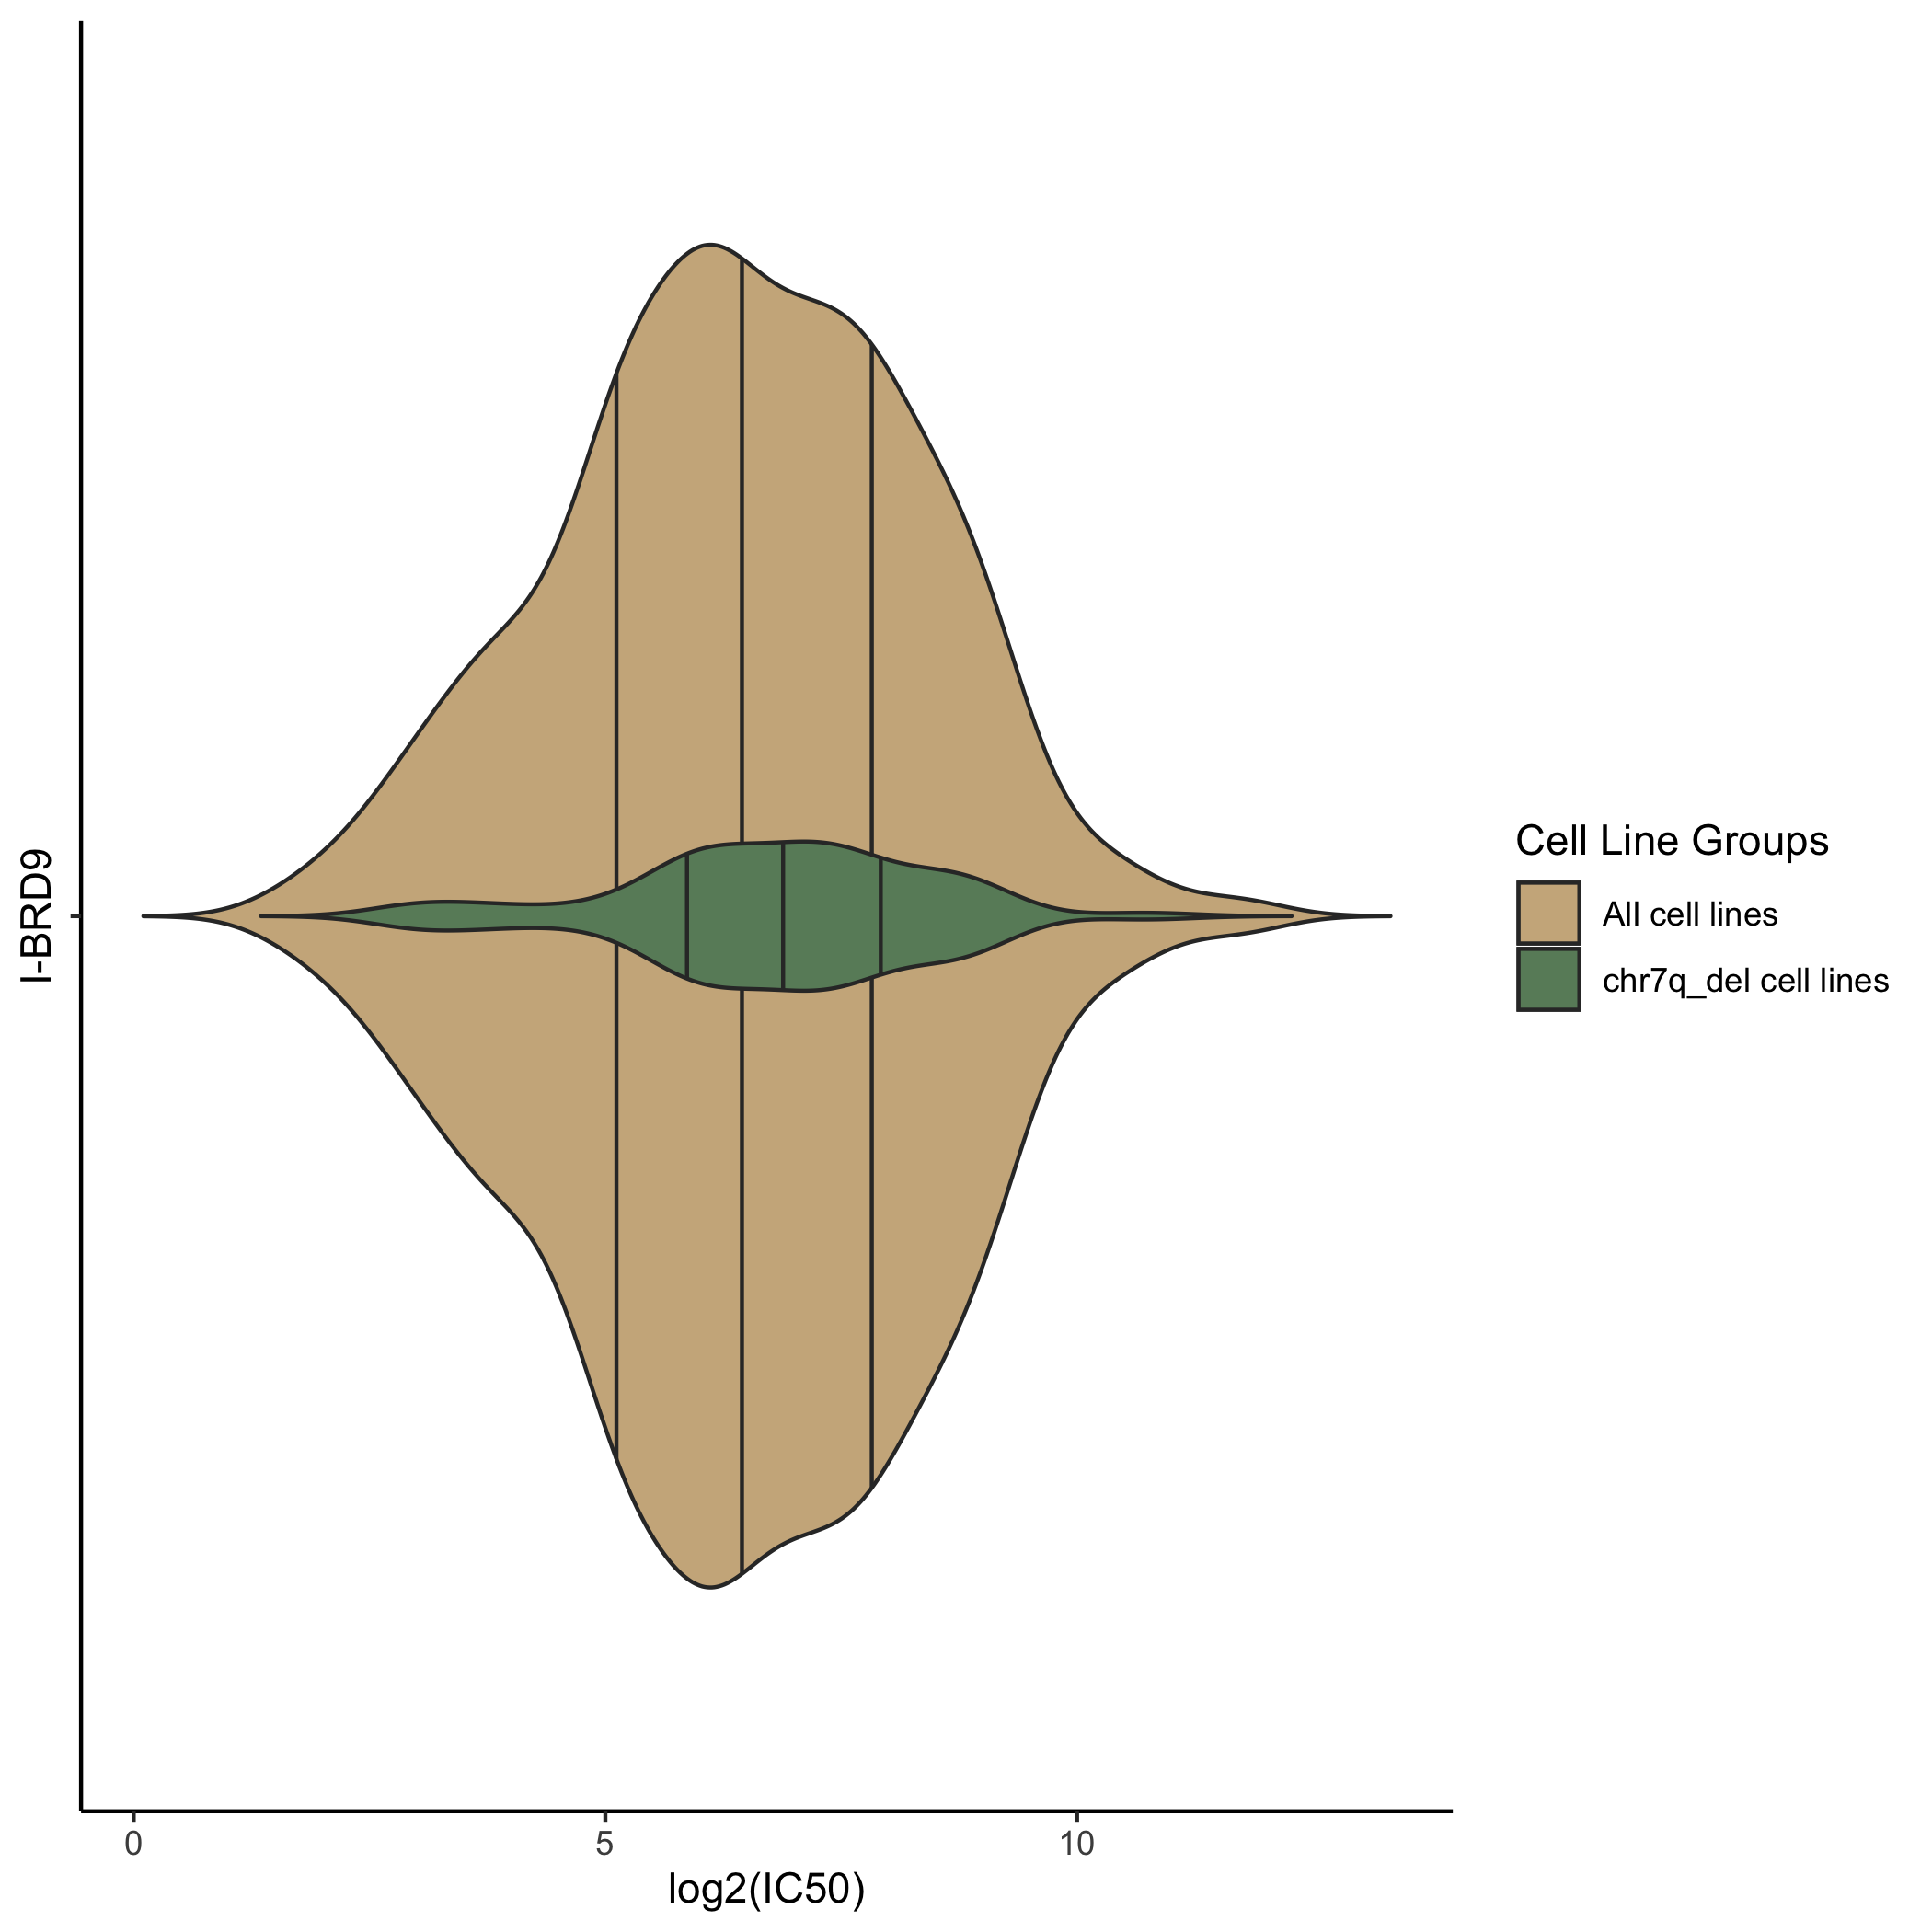 I-BRD9
0
5
10
log2(IC50)
Cell Line Groups
All cell lines
chr7q_del cell lines